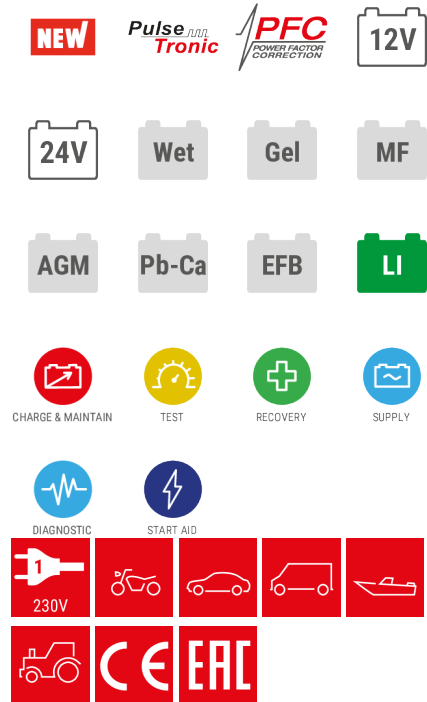 NEW
Pulse
Tronic
PFC
POWER FACTOR
CORRECTION
12V
24V
Wet
Gel
MF
AGM
Pb-Ca
EFB
LI
CHARGE & MAINTAIN
TEST
RECOVERY
SUPPLY
DIAGNOSTIC
START AID
1
230V
CE
EAC